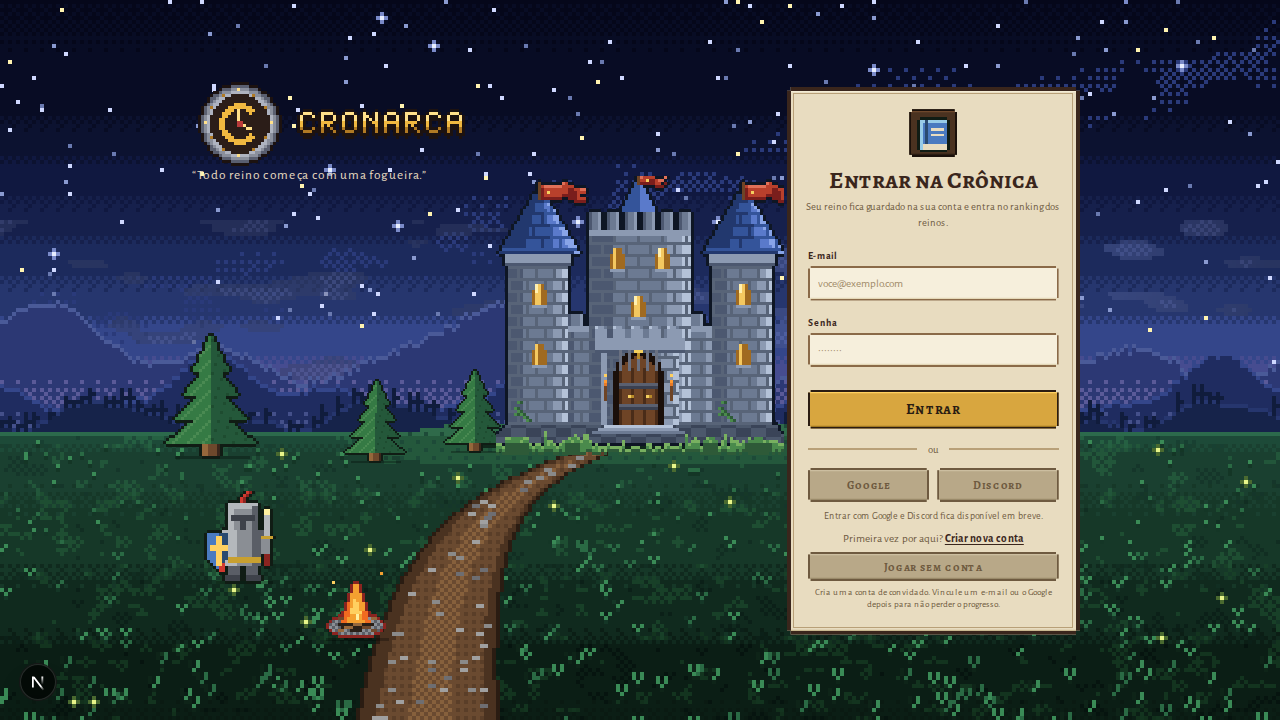 CRONARCA
"Todo reino começa com uma fogueira."
Entrar na Crônica
Seu reino fica guardado na sua conta e entra no ranking dos
reinos.
E-mail
voce@exemplo.com
Senha
Entrar
ou
Google
Discord
Entrar com Google e Discord fica disponível em breve.
Primeira vez por aqui? Criar nova conta
Jogar sem conta
Cria uma conta de convidado. Vincule um e-mail ou o Google
depois para não perder o progresso.
N